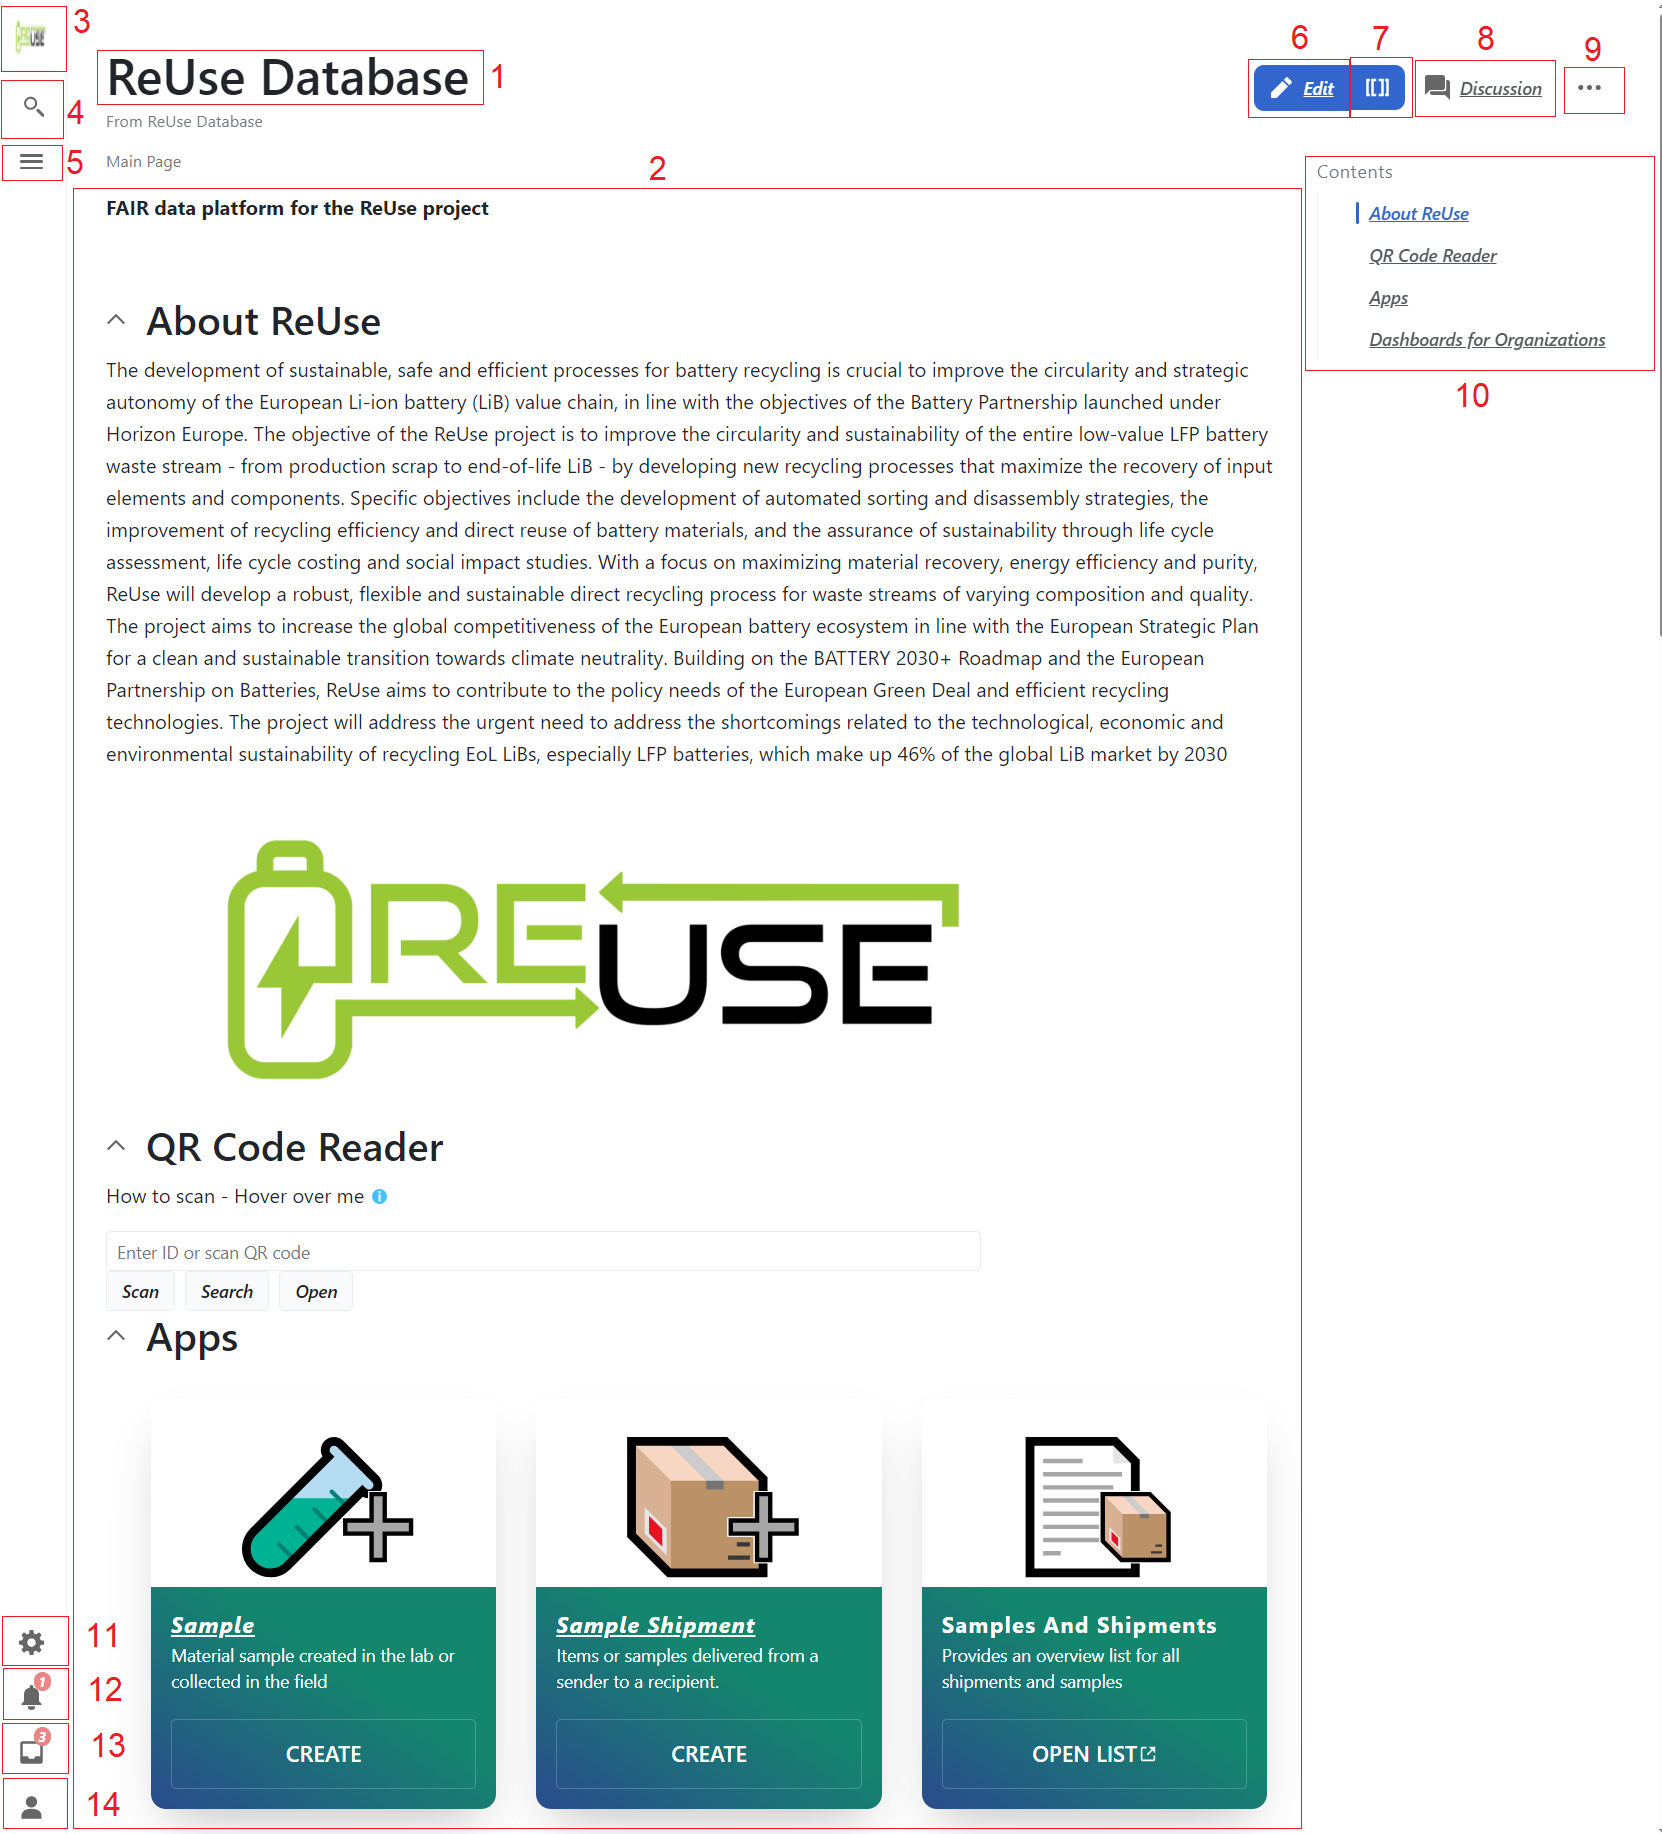 3
ReUse Database
1
6
7
8
9
Edit
[[]]
Discussion
4
From ReUse Database
5
Main Page
2
Contents
About ReUse
QR Code Reader
Apps
Dashboards for Organizations
10
FAIR data platform for the ReUse project
About ReUse
The development of sustainable, safe and efficient processes for battery recycling is crucial to improve the circularity and strategic
autonomy of the European Li-ion battery (LiB) value chain, in line with the objectives of the Battery Partnership launched under
Horizon Europe. The objective of the ReUse project is to improve the circularity and sustainability of the entire low-value LFP battery
waste stream - from production scrap to end-of-life LiB - by developing new recycling processes that maximize the recovery of input
elements and components. Specific objectives include the development of automated sorting and disassembly strategies, the
improvement of recycling efficiency and direct reuse of battery materials, and the assurance of sustainability through life cycle
assessment, life cycle costing and social impact studies. With a focus on maximizing material recovery, energy efficiency and purity,
ReUse will develop a robust, flexible and sustainable direct recycling process for waste streams of varying composition and quality.
The project aims to increase the global competitiveness of the European battery ecosystem in line with the European Strategic Plan
for a clean and sustainable transition towards climate neutrality. Building on the BATTERY 2030+ Roadmap and the European
Partnership on Batteries, ReUse aims to contribute to the policy needs of the European Green Deal and efficient recycling
technologies. The project will address the urgent need to address the shortcomings related to the technological, economic and
environmental sustainability of recycling EoL LiBs, especially LFP batteries, which make up 46% of the global LiB market by 2030
REUSE
QR Code Reader
How to scan - Hover over me
Enter ID or scan QR code
Scan
Search
Open
Apps
Sample
Material sample created in the lab or
collected in the field
CREATE
Sample Shipment
Items or samples delivered from a
sender to a recipient.
CREATE
Samples And Shipments
Provides an overview list for all
shipments and samples
OPEN LIST
11
1
12
3
13
14